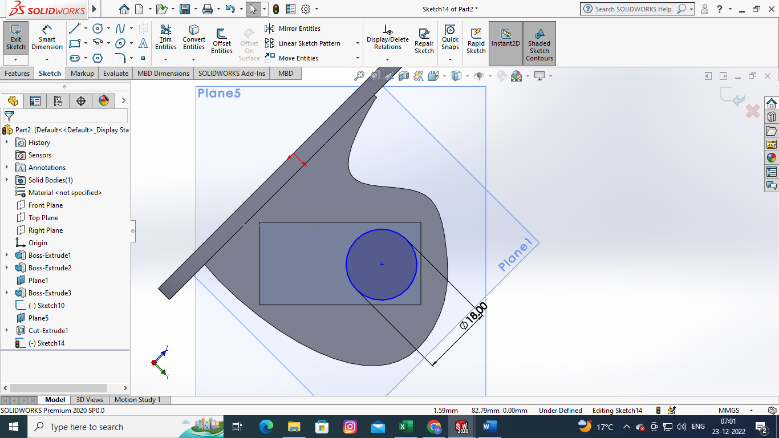 SOLIDWORKS
Sketch14 of Part2 *
Search SOLIDWORKS Help
Exit Sketch
Smart Dimension
Trim Entities
Convert Entities
Offset Entities
Offset On Surface
Mirror Entities
Linear Sketch Pattern
Move Entities
Display/Delete Relations
Repair Sketch
Quick Snaps
Rapid Sketch
Instant2D
Shaded Sketch Contours
Features Sketch Markup Evaluate MBD Dimensions SOLIDWORKS Add-Ins MBD
Part2 (Default<<Default>_Display Sta
History
Sensors
Annotations
Solid Bodies(1)
Material <not specified>
Front Plane
Top Plane
Right Plane
Origin
Boss-Extrude1
Boss-Extrude2
Plane1
Boss-Extrude3
(-) Sketch10
Plane5
Cut-Extrude1
(-) Sketch14
Plane5
Plane1
Ø18.00
Z
Y
Model 3D Views Motion Study 1
SOLIDWORKS Premium 2020 SP0.0
1.59mm 82.79mm 0.00mm Under Defined Editing Sketch14 MMGS
Type here to search
17°C
ENG
07:01
23-12-2022
2